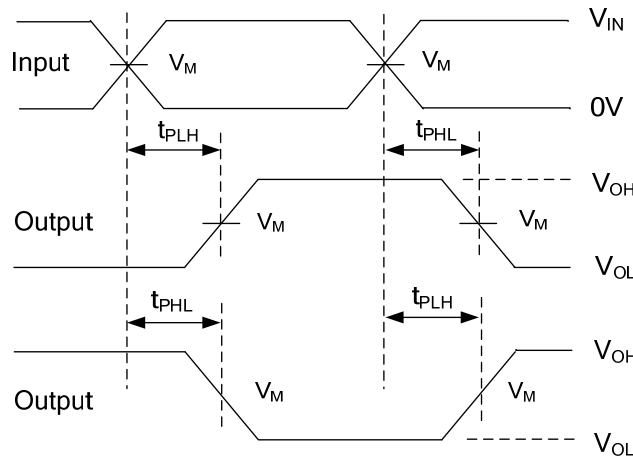 V_IN
Input V_M V_M
0V
t_PLH t_PHL
V_OH
Output V_M V_M
V_OL
t_PHL t_PLH
V_OH
Output V_M V_M
V_OL